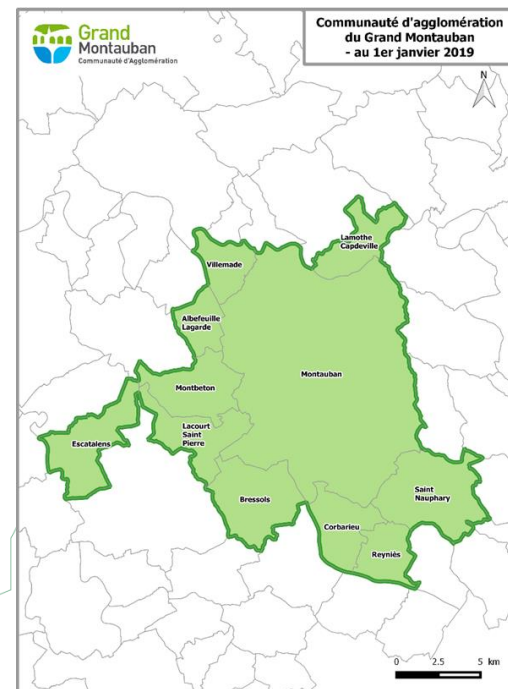 Grand
Montauban
Communauté d'Agglomération
Communauté d'agglomération
du Grand Montauban
- au 1er janvier 2019
N
Lamothe
Capdeville
Villemade
Albefeuille
Lagarde
Montauban
Montbeton
Lacourt
Saint
Pierre
Escatalens
Saint
Nauphary
Bressols
Corbarieu
Reyniès
0 2.5 5 km